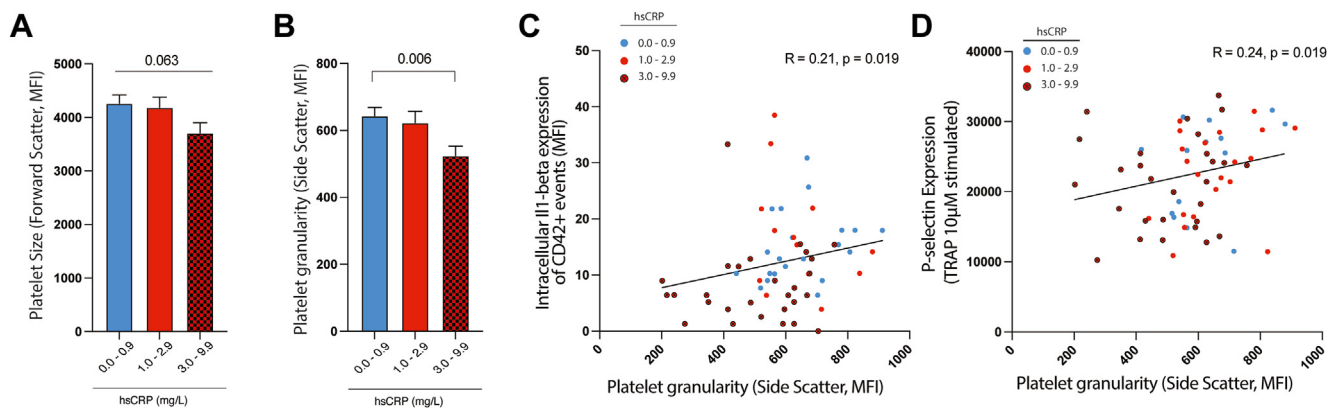 A
Platelet Size (Forward Scatter, MFI)
5000
4000
3000
2000
1000
0
0.063
0.0 - 0.9
1.0 - 2.9
3.0 - 9.9
hsCRP (mg/L)
B
Platelet granularity(Side Scatter, MFI)
800
600
400
200
0
0.006
0.0 - 0.9
1.0 - 2.9
3.0 - 9.9
hsCRP (mg/L)
C
hsCRP
0.0 - 0.9
1.0 - 2.9
3.0 - 9.9
R = 0.21, p = 0.019
Intracellular Il1-beta expression
of CD42+ events (MFI)
50
40
30
20
10
0
0
200
400
600
800
1000
Platelet granularity (Side Scatter, MFI)
D
hsCRP
0.0 - 0.9
1.0 - 2.9
3.0 - 9.9
R = 0.24, p = 0.019
P-selectin Expression
(TRAP 10µM stimulated)
40000
30000
20000
10000
0
0
200
400
600
800
1000
Platelet granularity (Side Scatter, MFI)